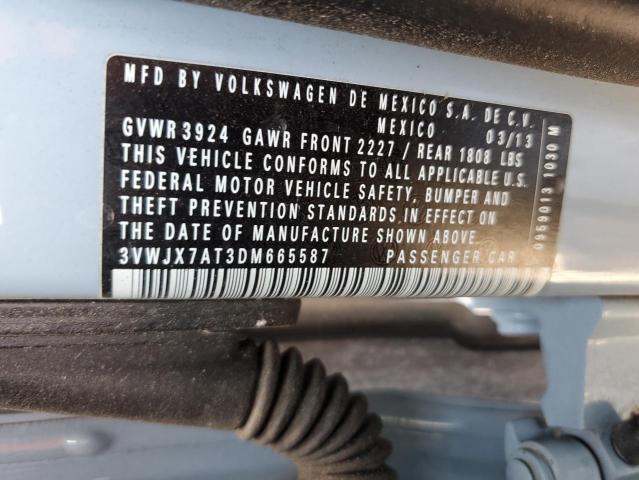 MFD BY VOLKSWAGEN DE MEXICO S.A. DE C.V.
MEXICO 03/13
GVWR 3924 GAWR FRONT 2227 / REAR 1808 LBS
THIS VEHICLE CONFORMS TO ALL APPLICABLE U.S.
FEDERAL MOTOR VEHICLE SAFETY, BUMPER AND
THEFT PREVENTION STANDARDS IN EFFECT ON
THE DATE OF MANUFACTURE SHOWN ABOVE.
3VWJX7AT3DM665587 PASSENGER CAR
0959013 1030 M